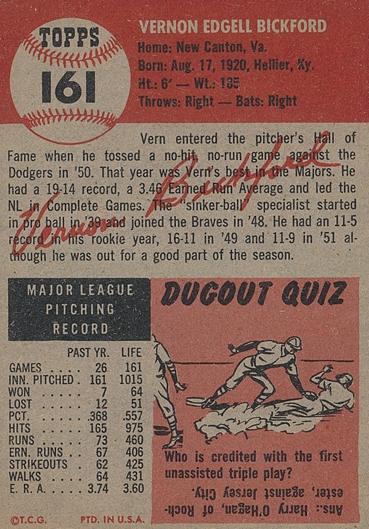 TOPPS
161
VERNON EDGELL BICKFORD
Home: New Canton, Va.
Born: Aug. 17, 1920, Hellier, Ky.
Ht.: 6' — Wt.: 185
Throws: Right — Bats: Right
Vern entered the pitcher's Hall of
Fame when he tossed a no-hit, no-run game against the
Dodgers in '50. That year was Vern's best in the Majors. He
had a 19-14 record, a 3.46 Earned Run Average and led the
NL in Complete Games. The "sinker-ball" specialist started
in pro ball in '39 and joined the Braves in '48. He had an 11-5
record in his rookie year, 16-11 in '49 and 11-9 in '51 al-
though he was out for a good part of the season.
Vernon Bickford
MAJOR LEAGUE
PITCHING
RECORD
PAST YR. LIFE
GAMES . . . . 26 161
INN. PITCHED . 161 1015
WON . . . . . 7 64
LOST . . . . . 12 51
PCT. . . . . .368 .557
HITS . . . . . 165 975
RUNS . . . . . 73 460
ERN. RUNS . . 67 406
STRIKEOUTS . 62 425
WALKS . . . . 64 431
E. R. A. . . . . 3.74 3.60
©T.C.G. PTD. IN U.S.A.
DUGOUT QUIZ
Who is credited with the first
unassisted triple play?
Ans.: Harry O'Hagan, of Roch-
ester, against Jersey City.